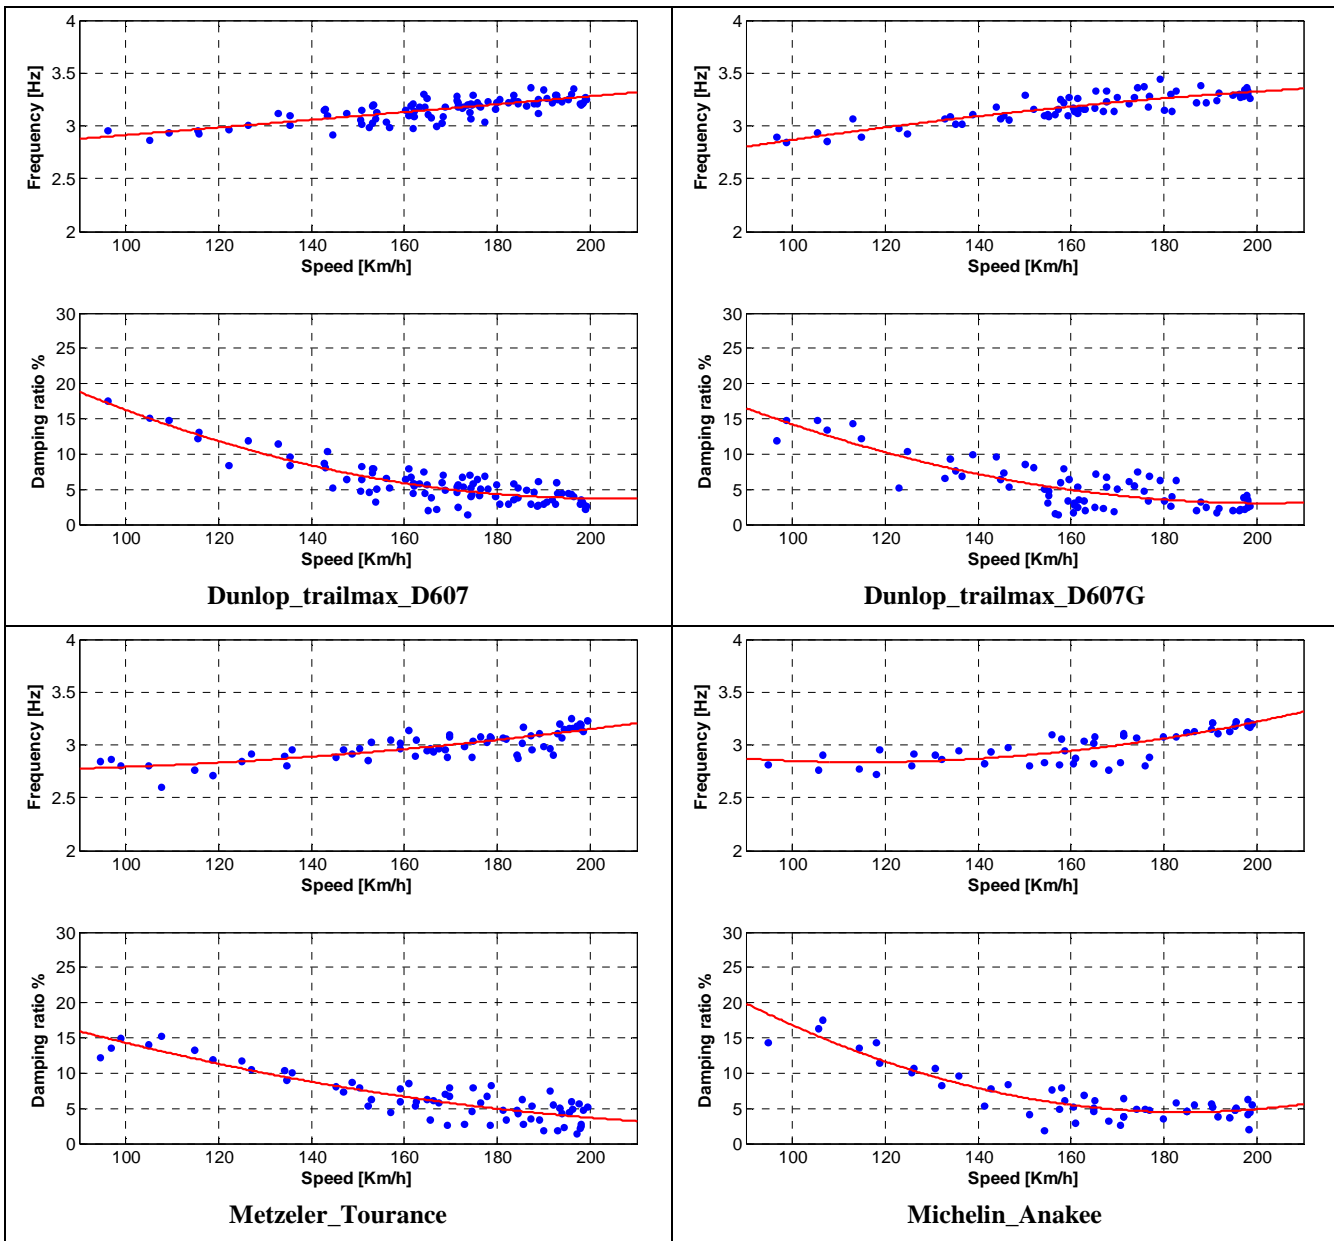 4
3.5
3
2.5
2
Frequency [Hz]
100 120 140 160 180 200
Speed [Km/h]
30
25
20
15
10
5
0
Damping ratio %
100 120 140 160 180 200
Speed [Km/h]
Dunlop_trailmax_D607
4
3.5
3
2.5
2
Frequency [Hz]
100 120 140 160 180 200
Speed [Km/h]
30
25
20
15
10
5
0
Damping ratio %
100 120 140 160 180 200
Speed [Km/h]
Dunlop_trailmax_D607G
4
3.5
3
2.5
2
Frequency [Hz]
100 120 140 160 180 200
Speed [Km/h]
30
25
20
15
10
5
0
Damping ratio %
100 120 140 160 180 200
Speed [Km/h]
Metzeler_Tourance
4
3.5
3
2.5
2
Frequency [Hz]
100 120 140 160 180 200
Speed [Km/h]
30
25
20
15
10
5
0
Damping ratio %
100 120 140 160 180 200
Speed [Km/h]
Michelin_Anakee